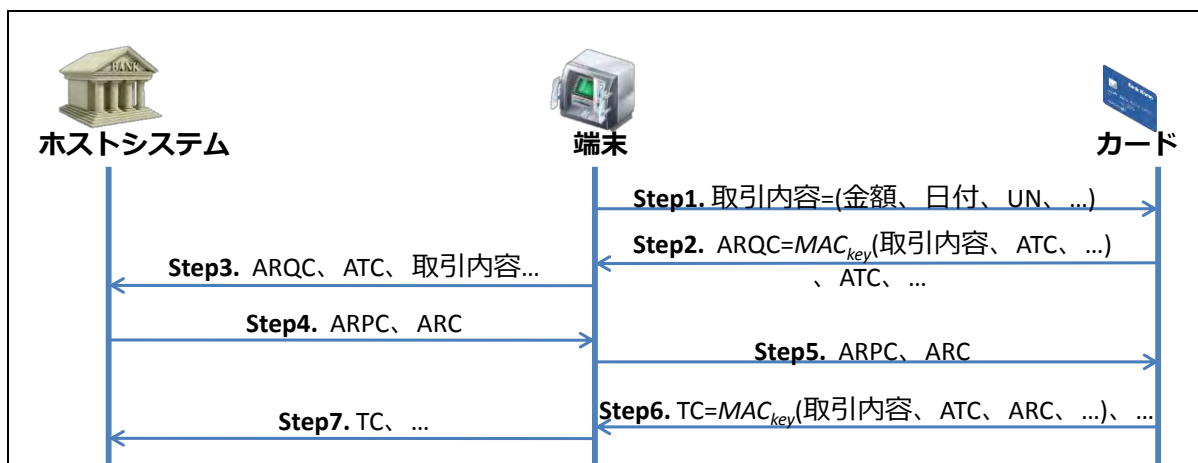 BANK
ホストシステム
端末
カード
Step1. 取引内容=(金額、日付、UN、…)
Step2. ARQC=MACkey(取引内容、ATC、…)
、ATC、…
Step3. ARQC、ATC、取引内容…
Step4. ARPC、ARC
Step5. ARPC、ARC
Step6. TC=MACkey(取引内容、ATC、ARC、…)、…
Step7. TC、…